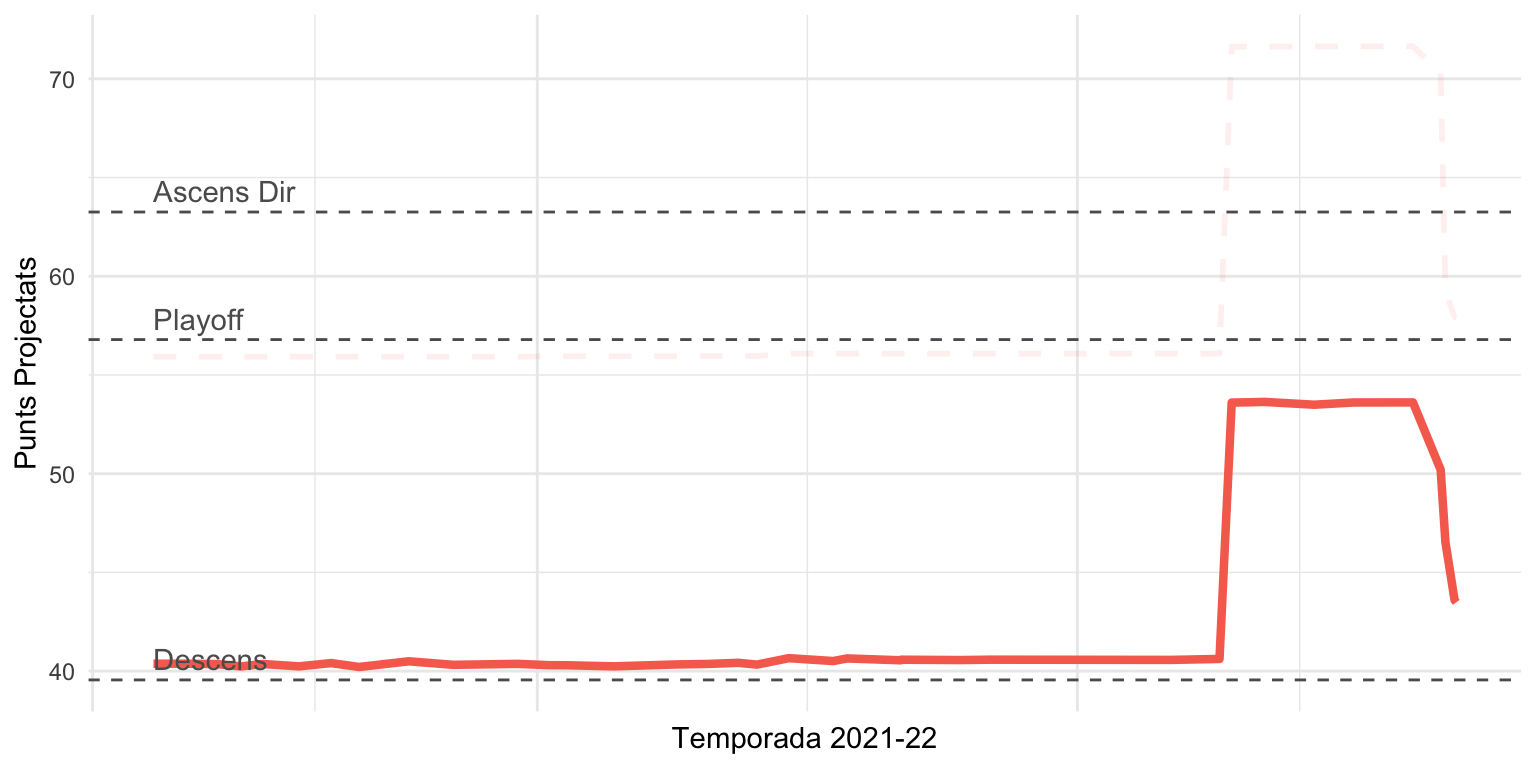 70
Ascens Dir
60
Playoff
Punts Projectats
50
Descens
40
Temporada 2021-22